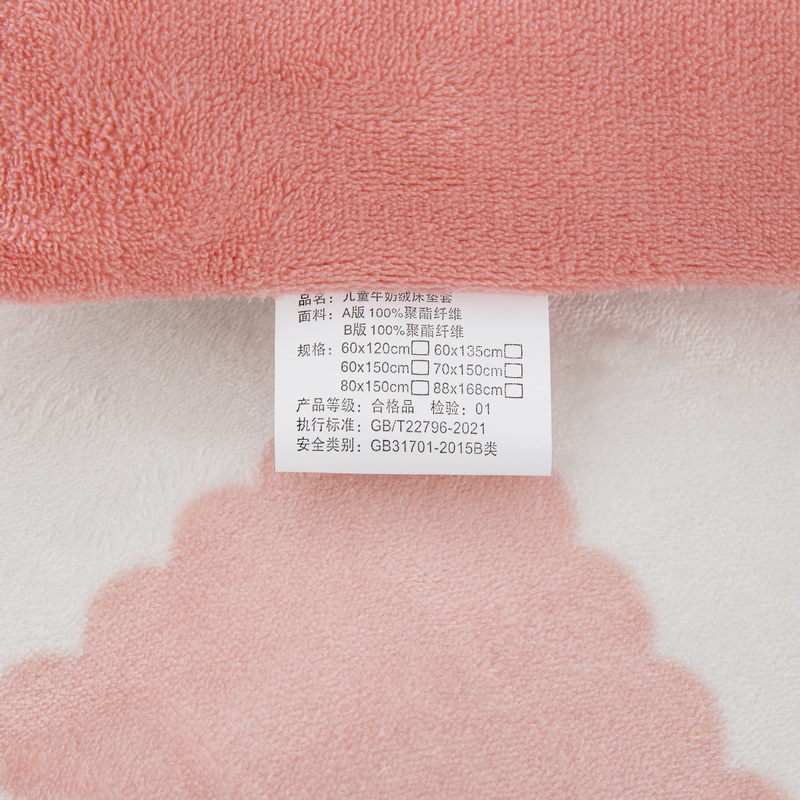 品名：儿童牛奶绒床垫套
面料：A版 100%聚酯纤维
B版 100%聚酯纤维
规格：60x120cm□ 60x135cm□
60x150cm□ 70x150cm□
80x150cm□ 88x168cm□
产品等级：合格品 检验：01
执行标准：GB/T22796-2021
安全类别：GB31701-2015B类